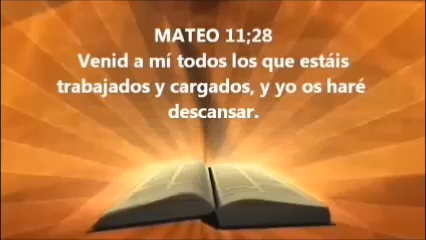 MATEO 11;28
Venid a mí todos los que estáis
trabajados y cargados, y yo os haré
descansar.